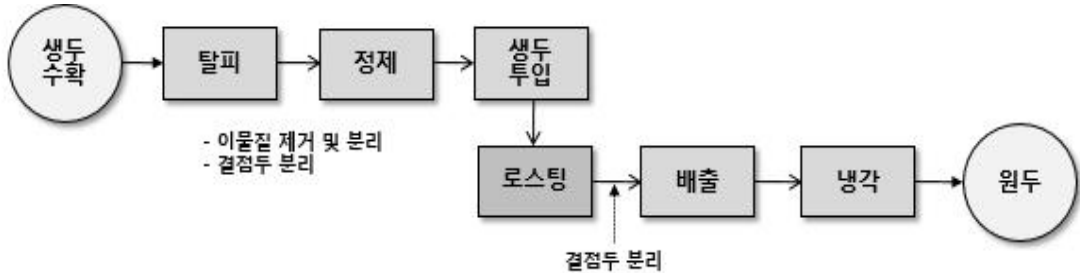 생두
수확
탈피
정제
생두
투입
- 이물질 제거 및 분리
- 결점두 분리
로스팅
배출
냉각
원두
결점두 분리